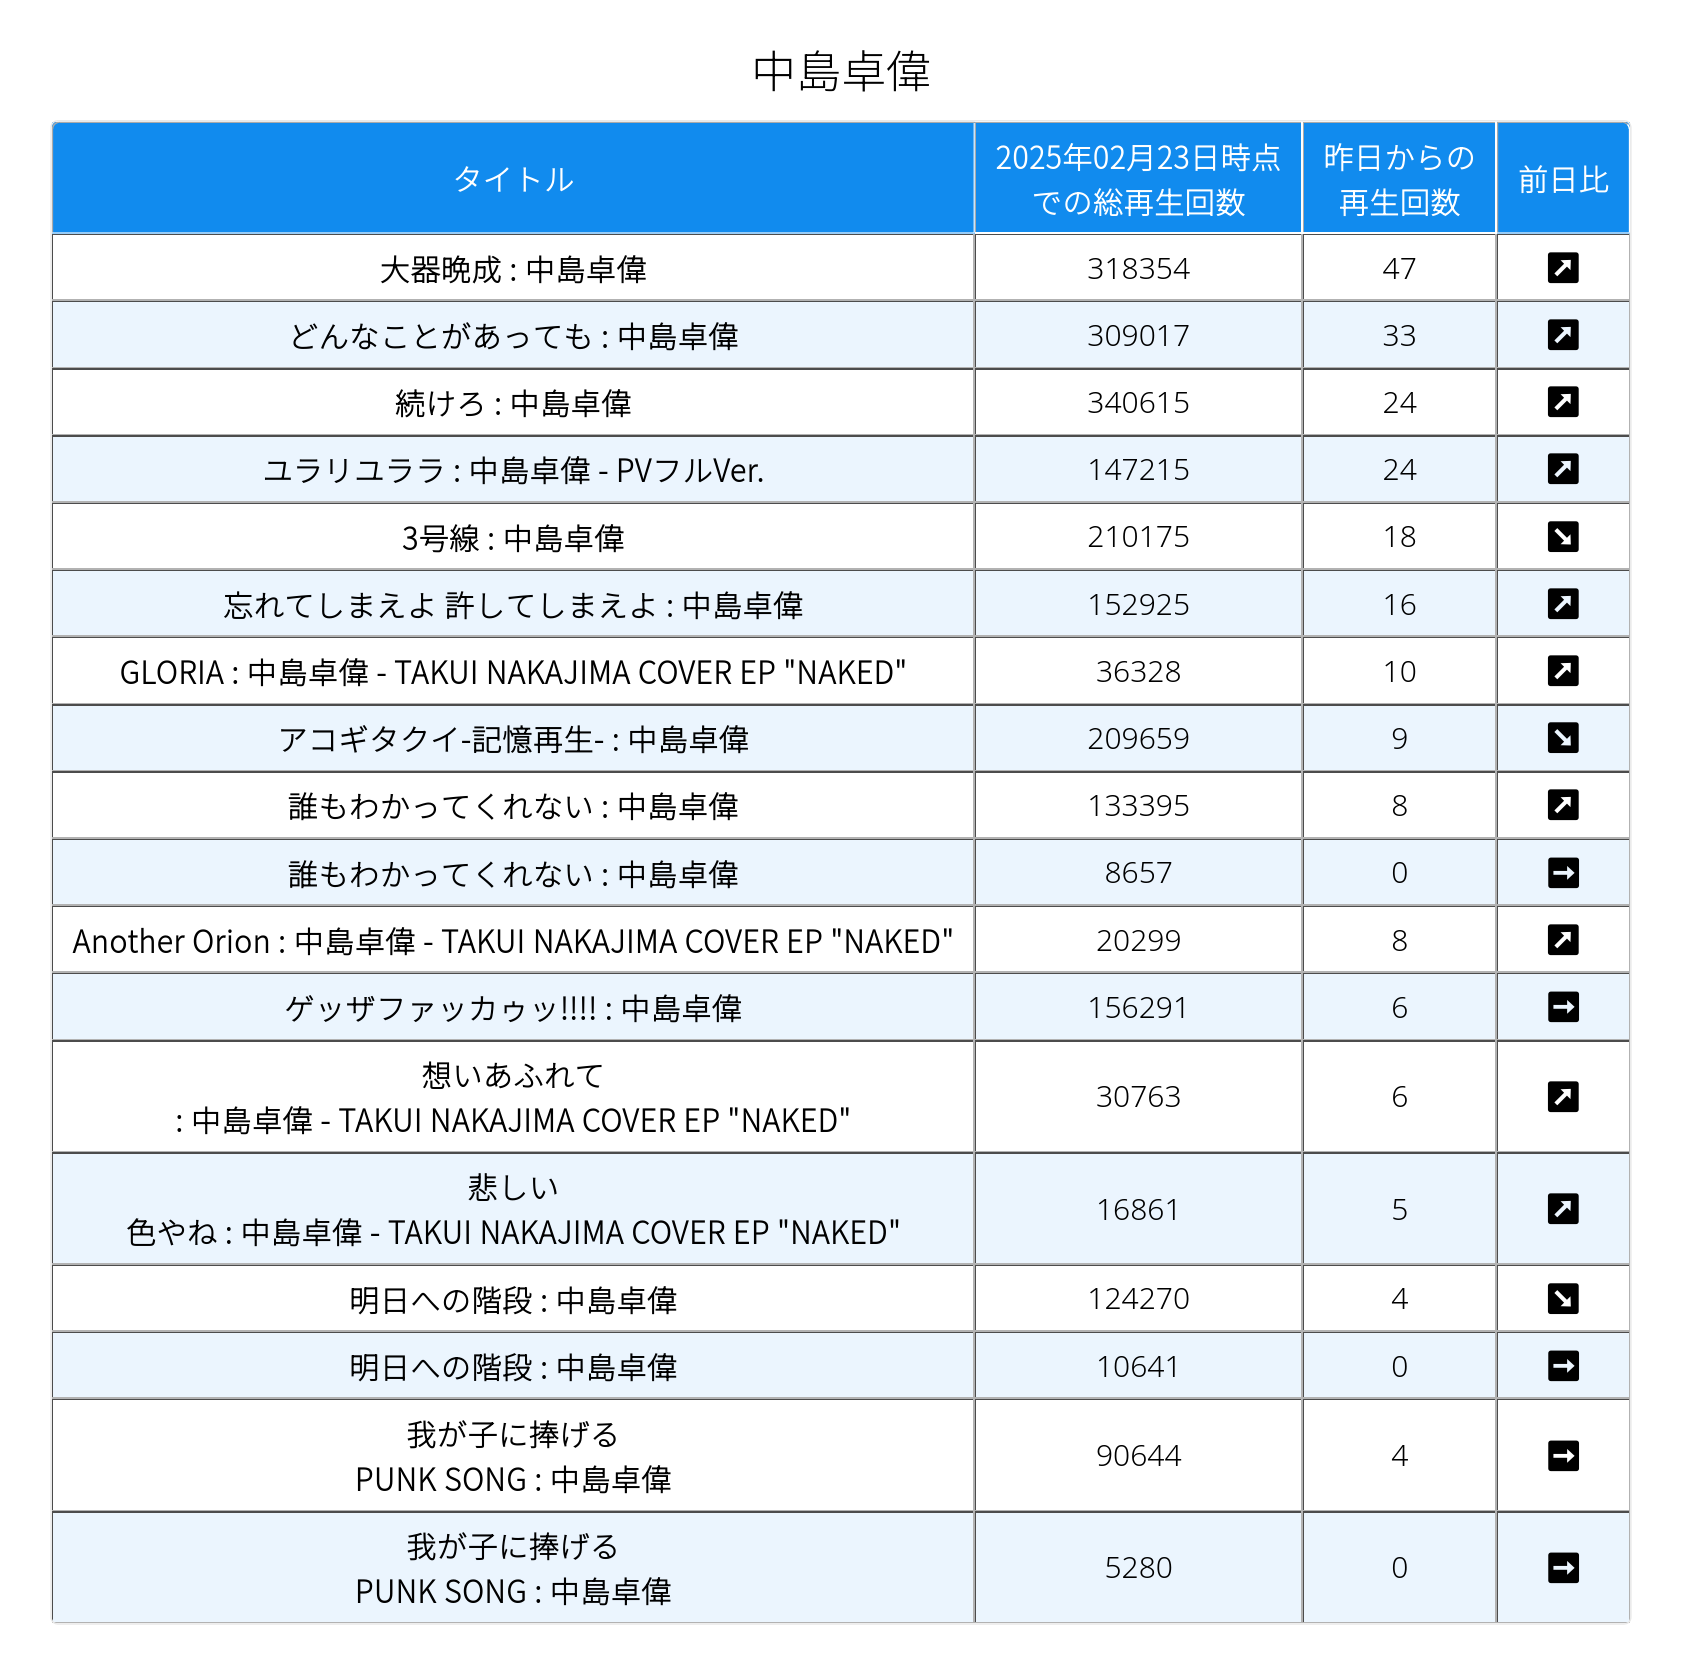 中島卓偉
タイトル 2025年02月23日時点 昨日からの 前日比
での総再生回数 再生回数
大器晩成 : 中島卓偉 318354 47
どんなことがあっても : 中島卓偉 309017 33
続けろ : 中島卓偉 340615 24
ユラリユララ : 中島卓偉 - PVフルVer. 147215 24
3号線 : 中島卓偉 210175 18
忘れてしまえよ 許してしまえよ : 中島卓偉 152925 16
GLORIA : 中島卓偉 - TAKUI NAKAJIMA COVER EP "NAKED" 36328 10
アコギタクイ-記憶再生- : 中島卓偉 209659 9
誰もわかってくれない : 中島卓偉 133395 8
誰もわかってくれない : 中島卓偉 8657 0
Another Orion : 中島卓偉 - TAKUI NAKAJIMA COVER EP "NAKED" 20299 8
ゲッザファッカゥッ!!!! : 中島卓偉 156291 6
想いあふれて
: 中島卓偉 - TAKUI NAKAJIMA COVER EP "NAKED" 30763 6
悲しい
色やね : 中島卓偉 - TAKUI NAKAJIMA COVER EP "NAKED" 16861 5
明日への階段 : 中島卓偉 124270 4
明日への階段 : 中島卓偉 10641 0
我が子に捧げる
PUNK SONG : 中島卓偉 90644 4
我が子に捧げる
PUNK SONG : 中島卓偉 5280 0